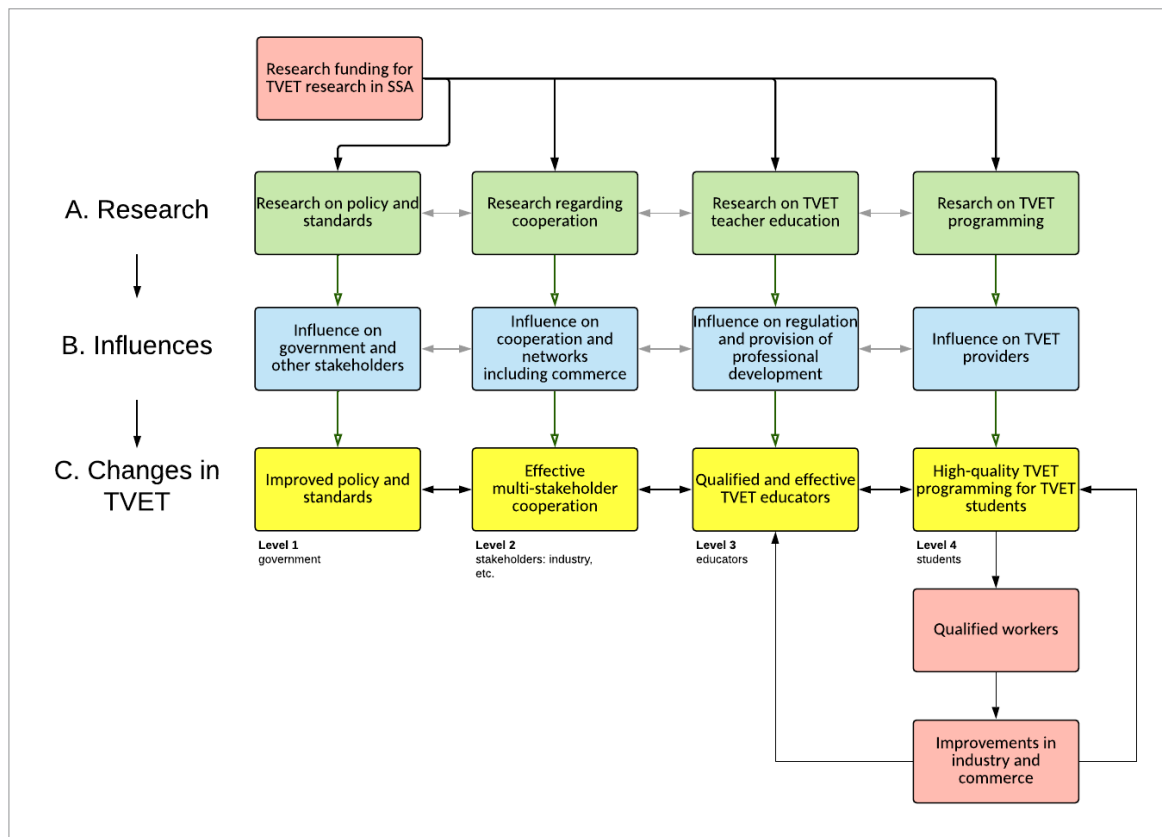 Research funding for
TVET research in SSA
A. Research
Research on policy and
standards
Research regarding
cooperation
Research on TVET
teacher education
Resarch on TVET
programming
B. Influences
Influence on
government and
other stakeholders
Influence on
cooperation and
networks
including commerce
Influence on regulation
and provision of
professional
development
Influence on TVET
providers
C. Changes in
TVET
Improved policy and
standards
Effective
multi-stakeholder
cooperation
Qualified and effective
TVET educators
High-quality TVET
programming for TVET
students
Level 1
government
Level 2
stakeholders: industry,
etc.
Level 3
educators
Level 4
students
Qualified workers
Improvements in
industry and
commerce